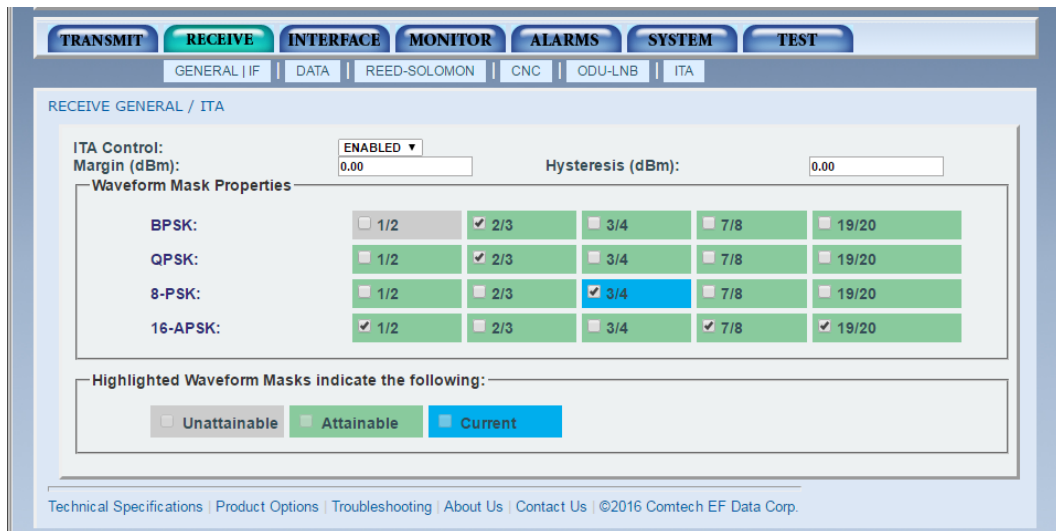 TRANSMIT RECEIVE INTERFACE MONITOR ALARMS SYSTEM TEST
GENERAL | IF DATA REED-SOLOMON CNC ODU-LNB ITA
RECEIVE GENERAL / ITA
ITA Control: ENABLED ▼
Margin (dBm): 0.00 Hysteresis (dBm): 0.00
Waveform Mask Properties
BPSK: 1/2 2/3 3/4 7/8 19/20
QPSK: 1/2 2/3 3/4 7/8 19/20
8-PSK: 1/2 2/3 3/4 7/8 19/20
16-APSK: 1/2 2/3 3/4 7/8 19/20
Highlighted Waveform Masks indicate the following:
Unattainable Attainable Current
Technical Specifications | Product Options | Troubleshooting | About Us | Contact Us | ©2016 Comtech EF Data Corp.